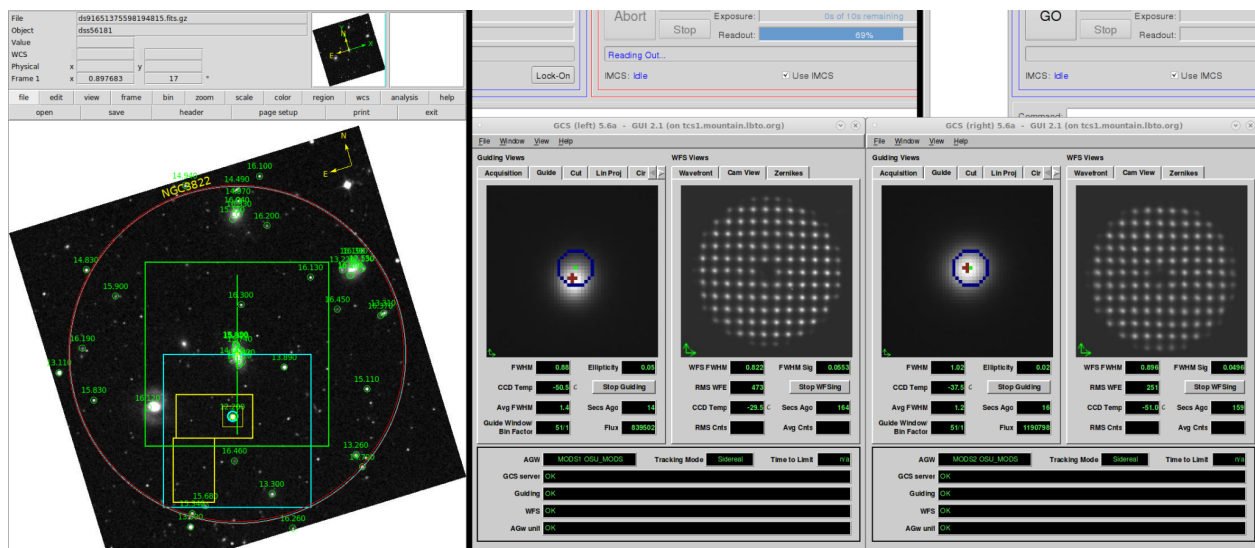 File ds91651375598194815.fits.gz
Object dss56181
Value
WCS
Physical x y
Frame 1 x 0.897683 17 °
N
X
E
file edit view frame bin zoom scale color region wcs analysis help
open save header page setup print exit
N
E
NGC3822
16.100
14.490
16.200
14.830
16.130
15.900
16.300
16.450
16.190
13.890
13.110
15.110
15.830
16.120
12.200
13.260
16.460
15.680
13.300
16.260
Abort
Stop
Exposure: 0s of 10s remaining
Readout: 69%
Reading Out...
Lock-On
IMCS: Idle Use IMCS
GO
Stop
Exposure:
Readout:
IMCS: Idle Use IMCS
Command:
GCS (left) 5.6a - GUI 2.1 (on tcs1.mountain.lbto.org)
File Window View Help
Guiding Views WFS Views
Acquisition Guide Cut Lin Proj Cir Wavefront Cam View Zernikes
FWHM 0.88 Ellipticity 0.05 WFS FWHM 0.822 FWHM Sig 0.0553
CCD Temp -50.5 C Stop Guiding RMS WFE 473 Stop WFSing
Avg FWHM 1.4 Secs Ago 14 CCD Temp -29.5 C Secs Ago 164
Guide Window/
Bin Factor 51/1 Flux 839502 RMS Cnts Avg Cnts
AGW MODS1 OSU_MODS Tracking Mode Sidereal Time to Limit n/a
GCS server OK
Guiding OK
WFS OK
AGw unit OK
GCS (right) 5.6a - GUI 2.1 (on tcs1.mountain.lbto.org)
File Window View Help
Guiding Views WFS Views
Acquisition Guide Cut Lin Proj Cir Wavefront Cam View Zernikes
FWHM 1.02 Ellipticity 0.02 WFS FWHM 0.896 FWHM Sig 0.0496
CCD Temp -37.5 C Stop Guiding RMS WFE 251 Stop WFSing
Avg FWHM 1.2 Secs Ago 16 CCD Temp -51.0 C Secs Ago 159
Guide Window/
Bin Factor 51/1 Flux 1190798 RMS Cnts Avg Cnts
AGW MODS2 OSU_MODS Tracking Mode Sidereal Time to Limit n/a
GCS server OK
Guiding OK
WFS OK
AGw unit OK